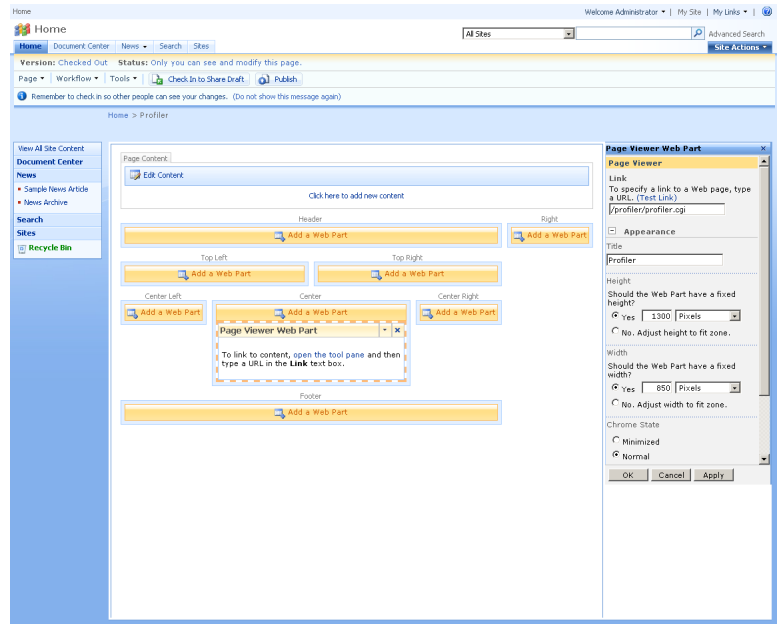 Home
Welcome Administrator | My Site | My Links |
Home
All Sites
Advanced Search
Home Document Center News Search Sites
Site Actions
Version: Checked Out Status: Only you can see and modify this page.
Page Workflow Tools Check In to Share Draft Publish
Remember to check in so other people can see your changes. (Do not show this message again)
Home > Profiler
View All Site Content
Document Center
News
Sample News Article
News Archive
Search
Sites
Recycle Bin
Page Content
Edit Content
Click here to add new content
Header
Right
Add a Web Part
Add a Web Part
Top Left
Top Right
Add a Web Part
Add a Web Part
Center Left
Center
Center Right
Add a Web Part
Add a Web Part
Add a Web Part
Page Viewer Web Part
To link to content, open the tool pane and then
type a URL in the Link text box.
Footer
Add a Web Part
Page Viewer Web Part ×
Page Viewer
Link
To specify a link to a Web page, type
a URL. (Test Link)
/profiler/profiler.cgi
Appearance
Title
Profiler
Height
Should the Web Part have a fixed
height?
Yes 1300 Pixels
No. Adjust height to fit zone.
Width
Should the Web Part have a fixed
width?
Yes 850 Pixels
No. Adjust width to fit zone.
Chrome State
Minimized
Normal
OK Cancel Apply